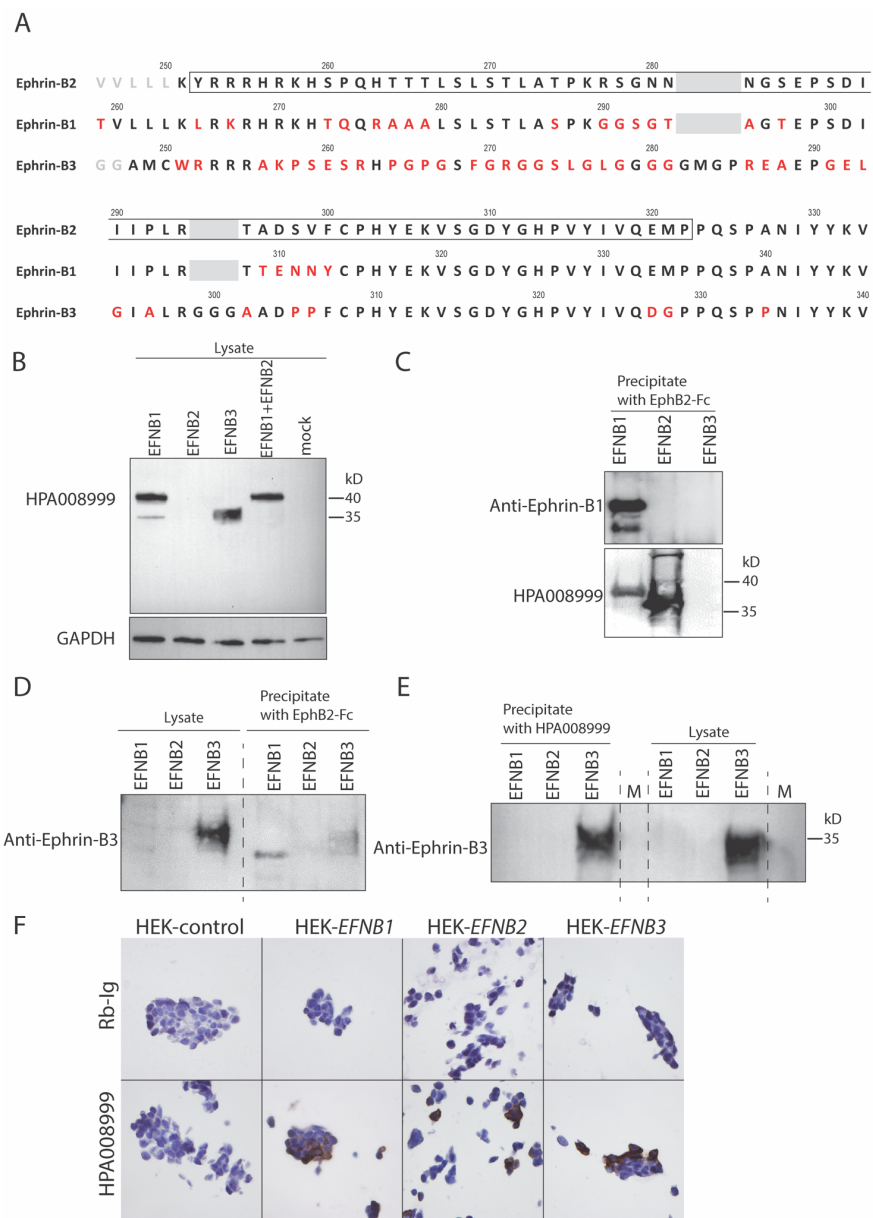 A
250 260 270 280
Ephrin-B2 V V L L L K Y R R R H R K H S P Q H T T T L S L S T L A T P K R S G N N N G S E P S D I
260 270 280 290 300
Ephrin-B1 T V L L L K L R K R H R K H T Q Q R A A A L S L S T L A S P K G G S G T A G T E P S D I
250 260 270 280 290
Ephrin-B3 G G A M C W R R R R A K P S E S R H P G P G S F G R G G S L G L G G G G G M G P R E A E P G E L
290 300 310 320 330
Ephrin-B2 I I P L R T A D S V F C P H Y E K V S G D Y G H P V Y I V Q E M P P Q S P A N I Y Y K V
310 320 330 340
Ephrin-B1 I I P L R T T E N N Y C P H Y E K V S G D Y G H P V Y I V Q E M P P Q S P A N I Y Y K V
300 310 320 330 340
Ephrin-B3 G I A L R G G G A A D P P F C P H Y E K V S G D Y G H P V Y I V Q D G P P Q S P P N I Y Y K V
B
Lysate
EFNB1 EFNB2 EFNB3 EFNB1+EFNB2 mock
kD
HPA008999
40
35
GAPDH
C
Precipitate
with EphB2-Fc
EFNB1 EFNB2 EFNB3
Anti-Ephrin-B1
kD
HPA008999
40
35
D
Lysate
Precipitate
with EphB2-Fc
EFNB1 EFNB2 EFNB3 EFNB1 EFNB2 EFNB3
Anti-Ephrin-B3
E
Precipitate
with HPA008999
Lysate
EFNB1 EFNB2 EFNB3 M EFNB1 EFNB2 EFNB3 M
kD
Anti-Ephrin-B3
35
F
HEK-control HEK-EFNB1 HEK-EFNB2 HEK-EFNB3
Rb-Ig
HPA008999